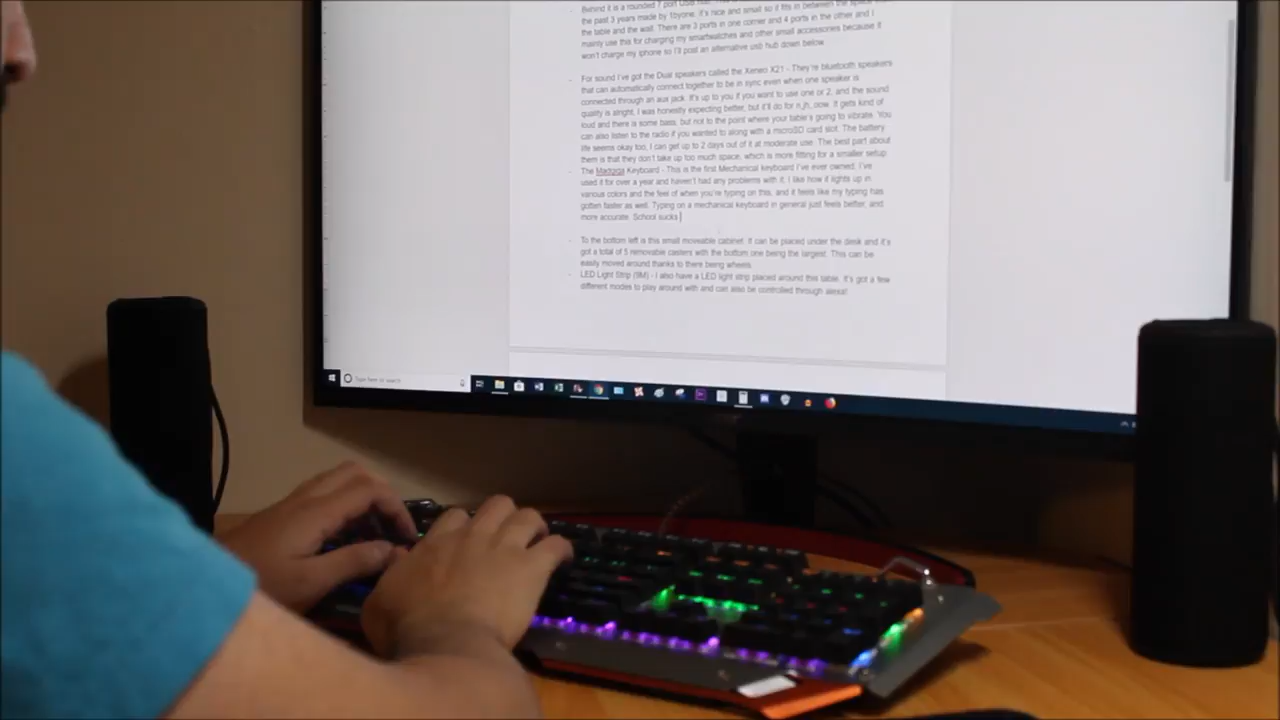 Behind it is a rounded 7 port USB hub.
the past 3 years made by 1byone. It's nice and small so it fits in between the space
the table and the wall. There are 3 ports in one corner and 4 ports in the other and I
mainly use this for charging my smartwatches and other small accessories because it
won't charge my iphone so I'll post an alternative usb hub down below
- For sound I've got the Dual speakers called the Xeneo X21 - They're bluetooth speakers
that can automatically connect together to be in sync even when one speaker is
connected through an aux jack. It's up to you if you want to use one or 2, and the sound
quality is alright, I was honestly expecting better, but it'll do for It gets kind of
loud and there is some bass, but not to the point where your table's going to vibrate. You
can also listen to the radio if you wanted to along with a microSD card slot. The battery
life seems okay too, I can get up to 2 days out of it at moderate use. The best part about
them is that they don't take up too much space, which is more fitting for a smaller setup
- The Keyboard - This is the first Mechanical keyboard I've ever owned. I've
used it for over a year and haven't had any problems with it. I like how it lights up in
various colors and the feel of when you're typing on this, and it feels like my typing has
gotten faster as well. Typing on a mechanical keyboard in general just feels better, and
more accurate. School sucks
- To the bottom left is this small moveable cabinet. It can be placed under the desk and it's
got a total of 5 removable casters with the bottom one being the largest. This can be
easily moved around thanks to there being wheels.
- LED Light Strip (9M) - I also have a LED light strip placed around this table. It's got a few
different modes to play around with and can also be controlled through alexa!
Type here to search